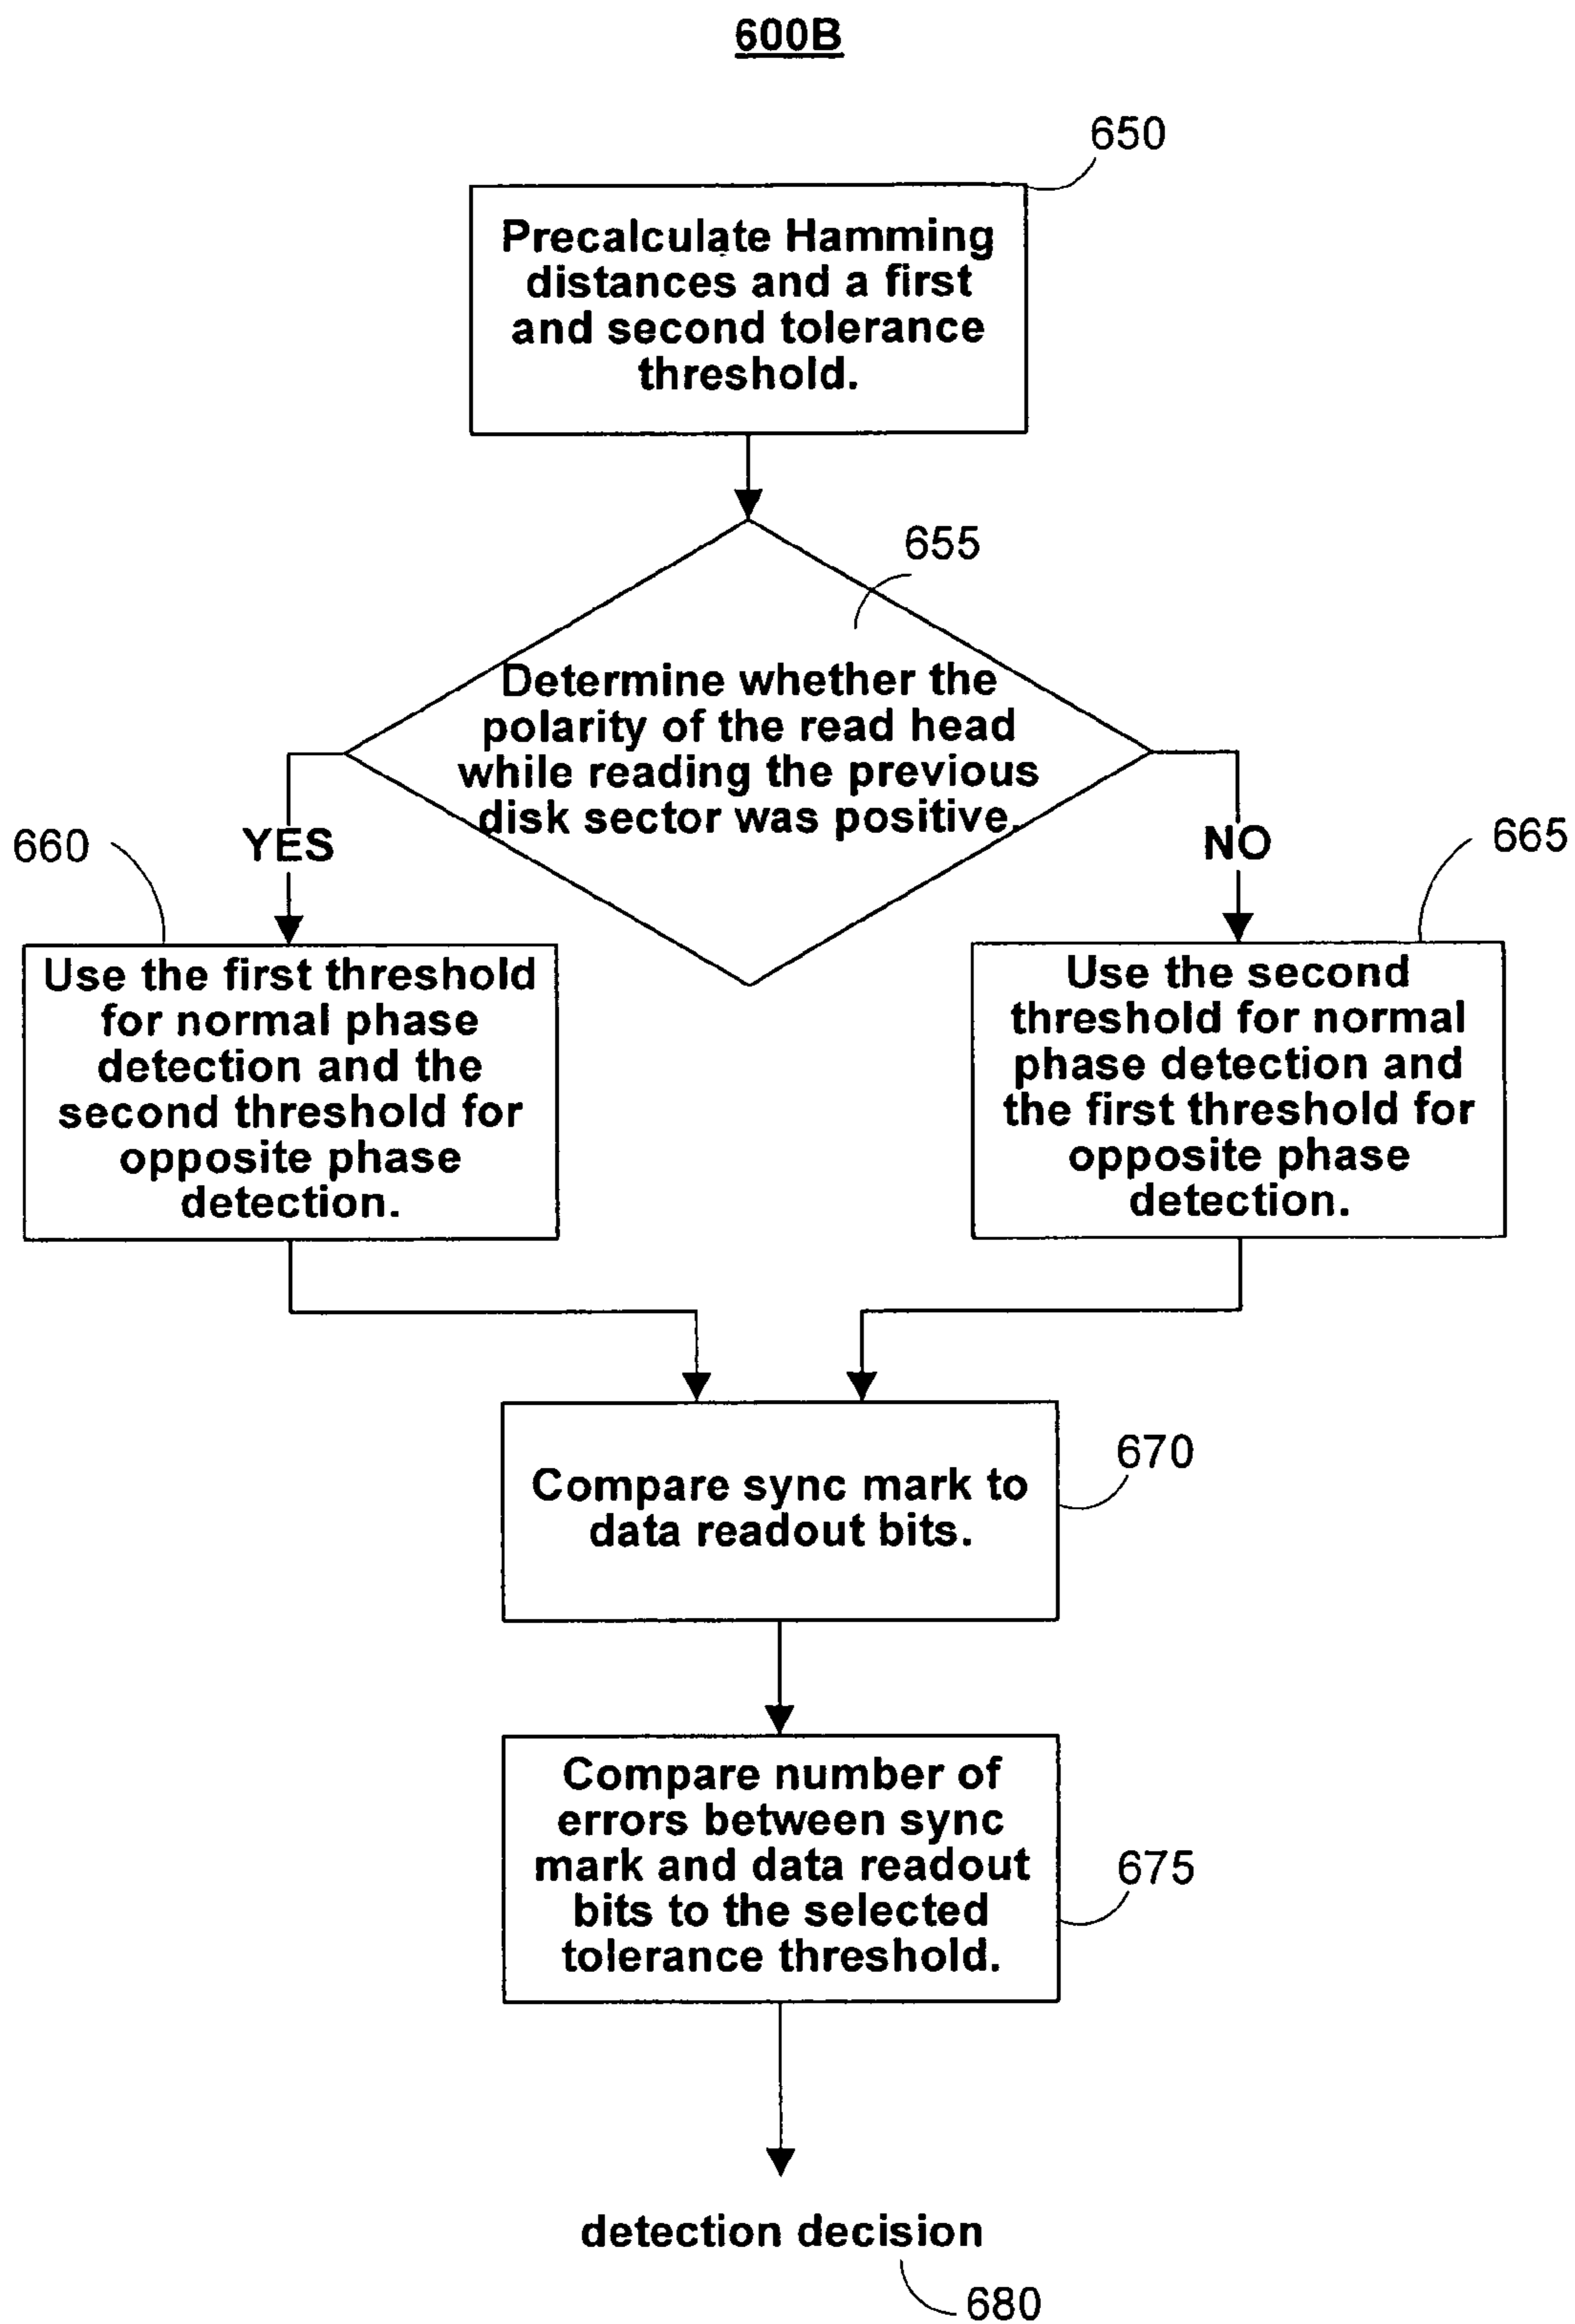 600B
650
Precalculate Hamming
distances and a first
and second tolerance
threshold.
655
Determine whether the
polarity of the read head
while reading the previous
disk sector was positive.
660
YES
NO
665
Use the first threshold
for normal phase
detection and the
second threshold for
opposite phase
detection.
Use the second
threshold for normal
phase detection and
the first threshold for
opposite phase
detection.
670
Compare sync mark to
data readout bits.
Compare number of
errors between sync
mark and data readout
bits to the selected
tolerance threshold.
675
detection decision
680